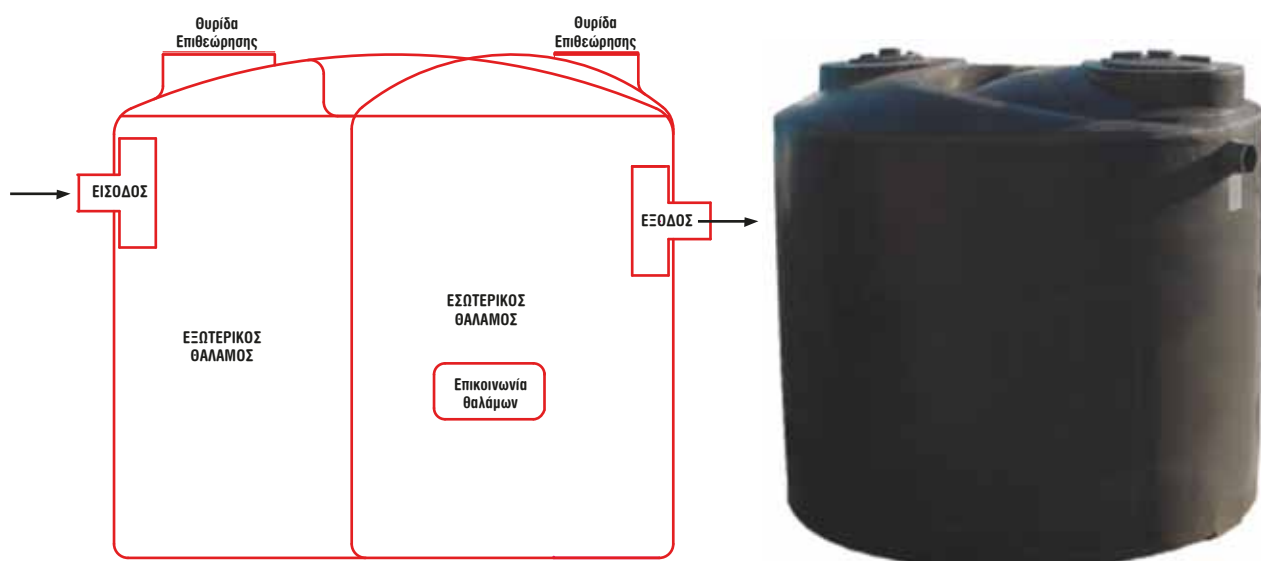 Θυρίδα
Επιθεώρησης
Θυρίδα
Επιθεώρησης
ΕΙΣΟΔΟΣ
ΕΞΟΔΟΣ
ΕΞΩΤΕΡΙΚΟΣ
ΘΑΛΑΜΟΣ
ΕΣΩΤΕΡΙΚΟΣ
ΘΑΛΑΜΟΣ
Επικοινωνία
θαλάμων